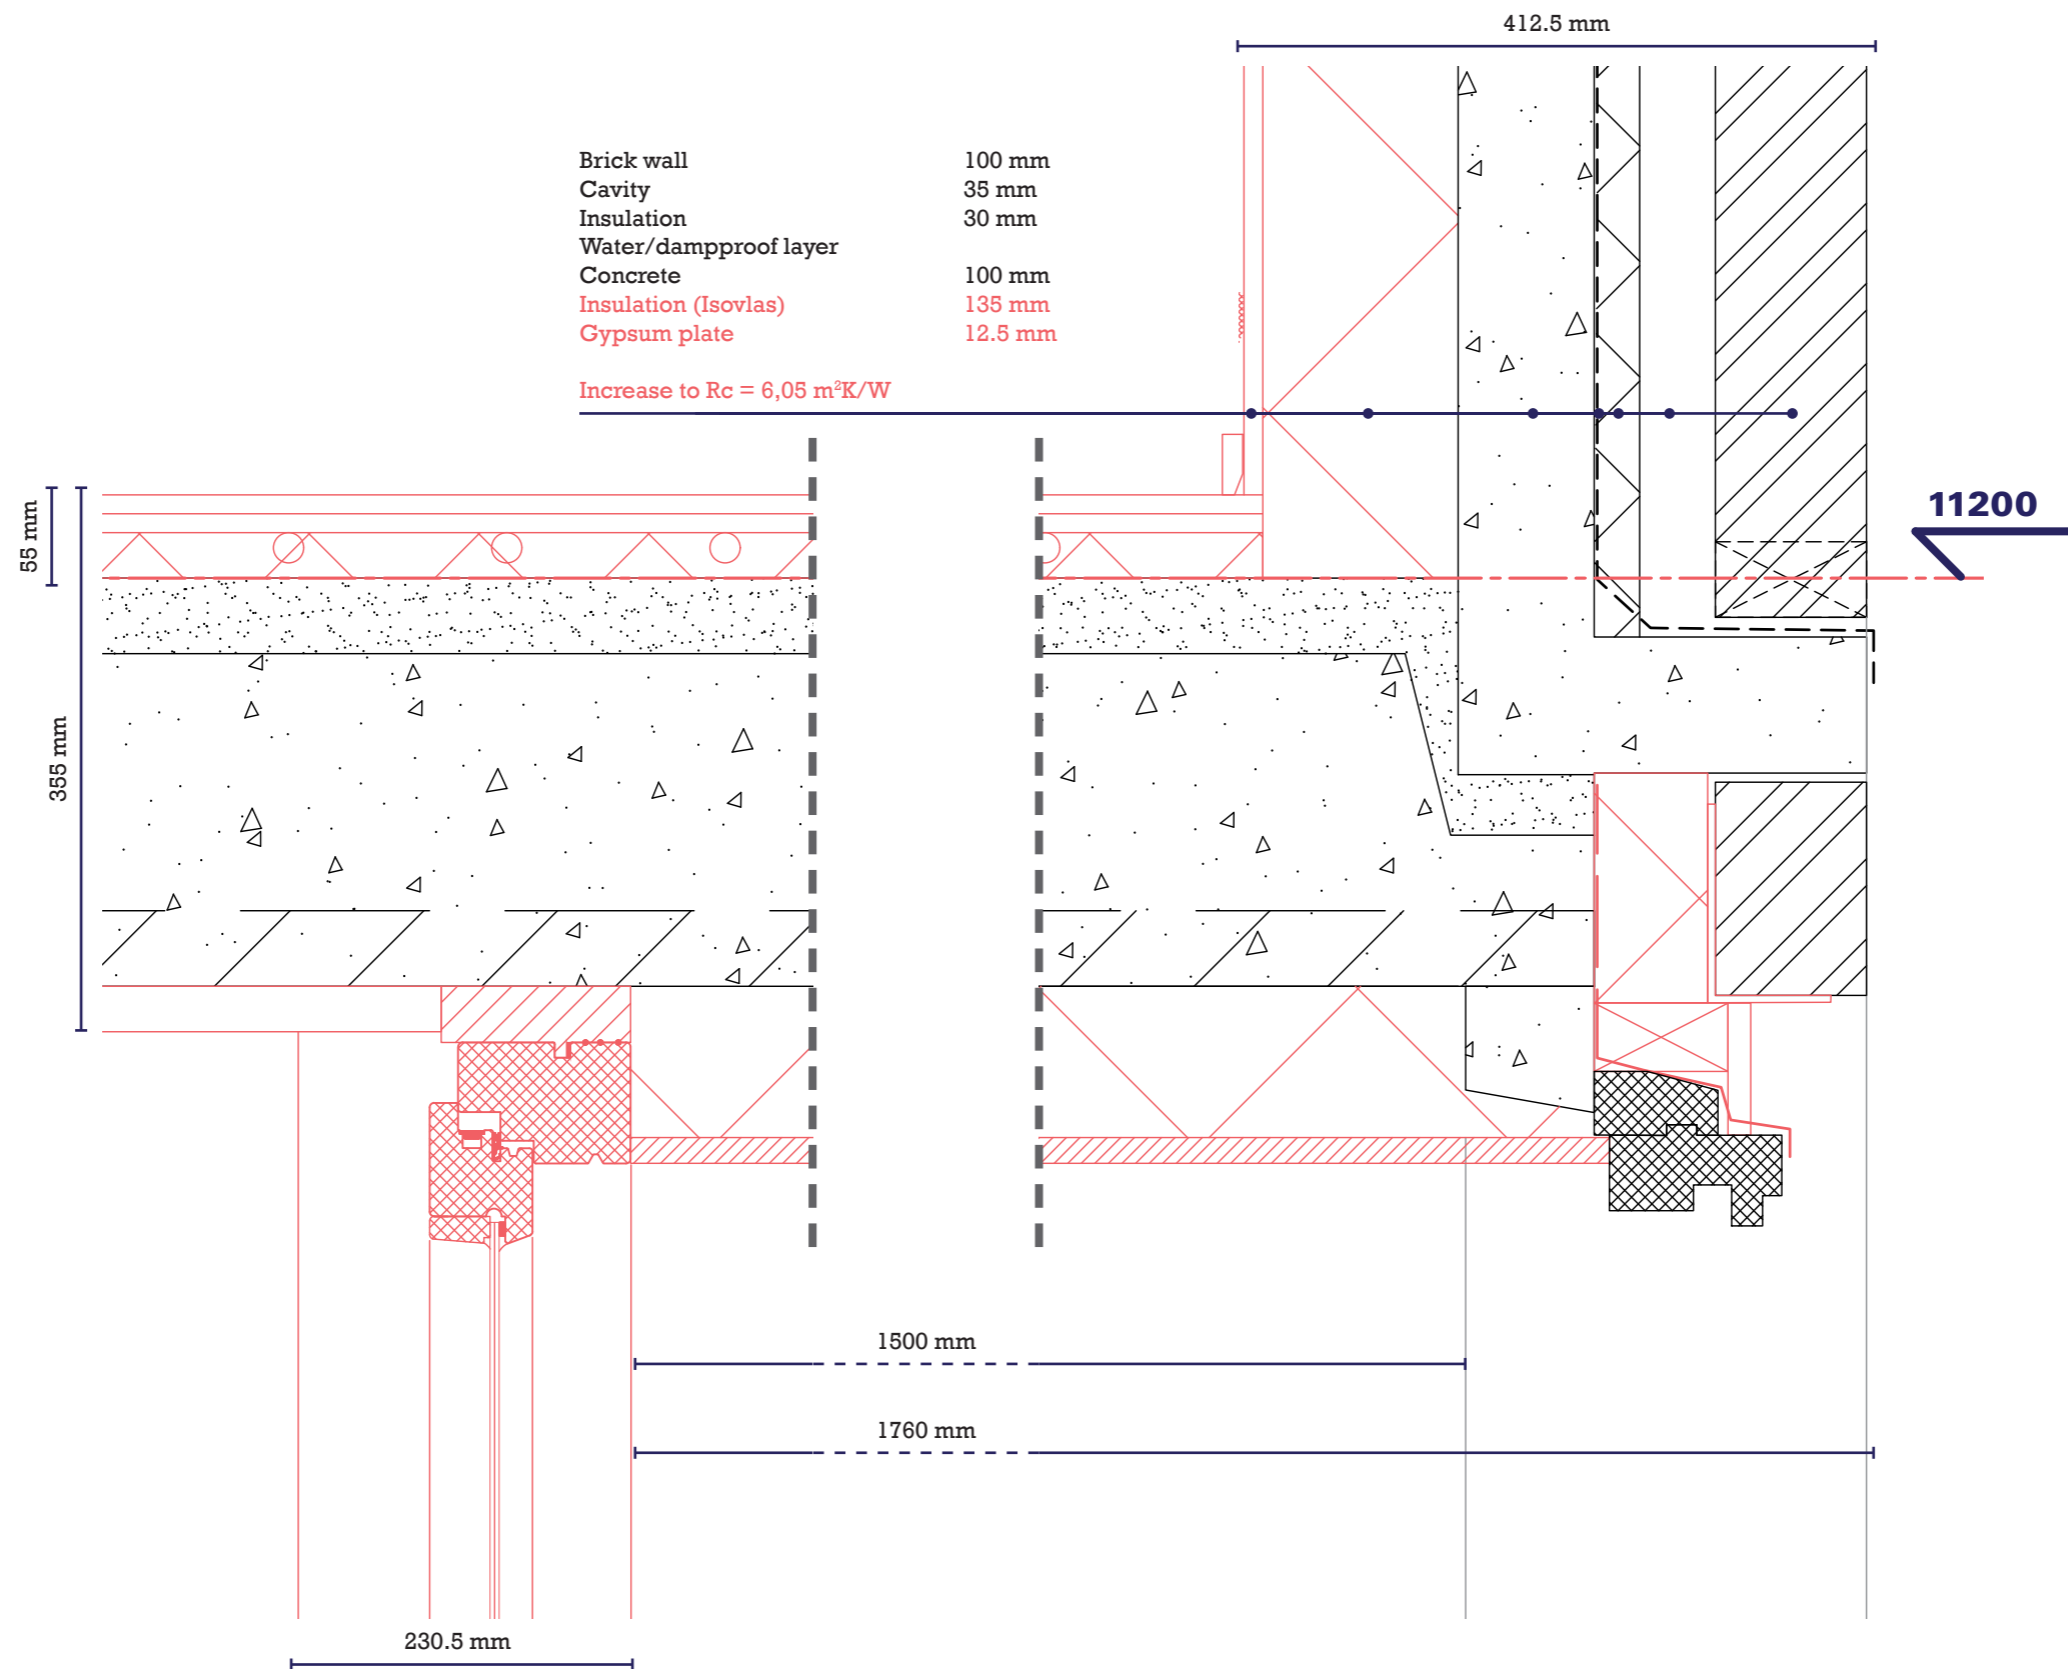 412.5 mm
Brick wall 100 mm
Cavity 35 mm
Insulation 30 mm
Water/dampproof layer
Concrete 100 mm
Insulation (Isovlas) 135 mm
Gypsum plate 12.5 mm
Increase to Rc = 6,05 m²K/W
11200
55 mm
355 mm
1500 mm
1760 mm
230.5 mm